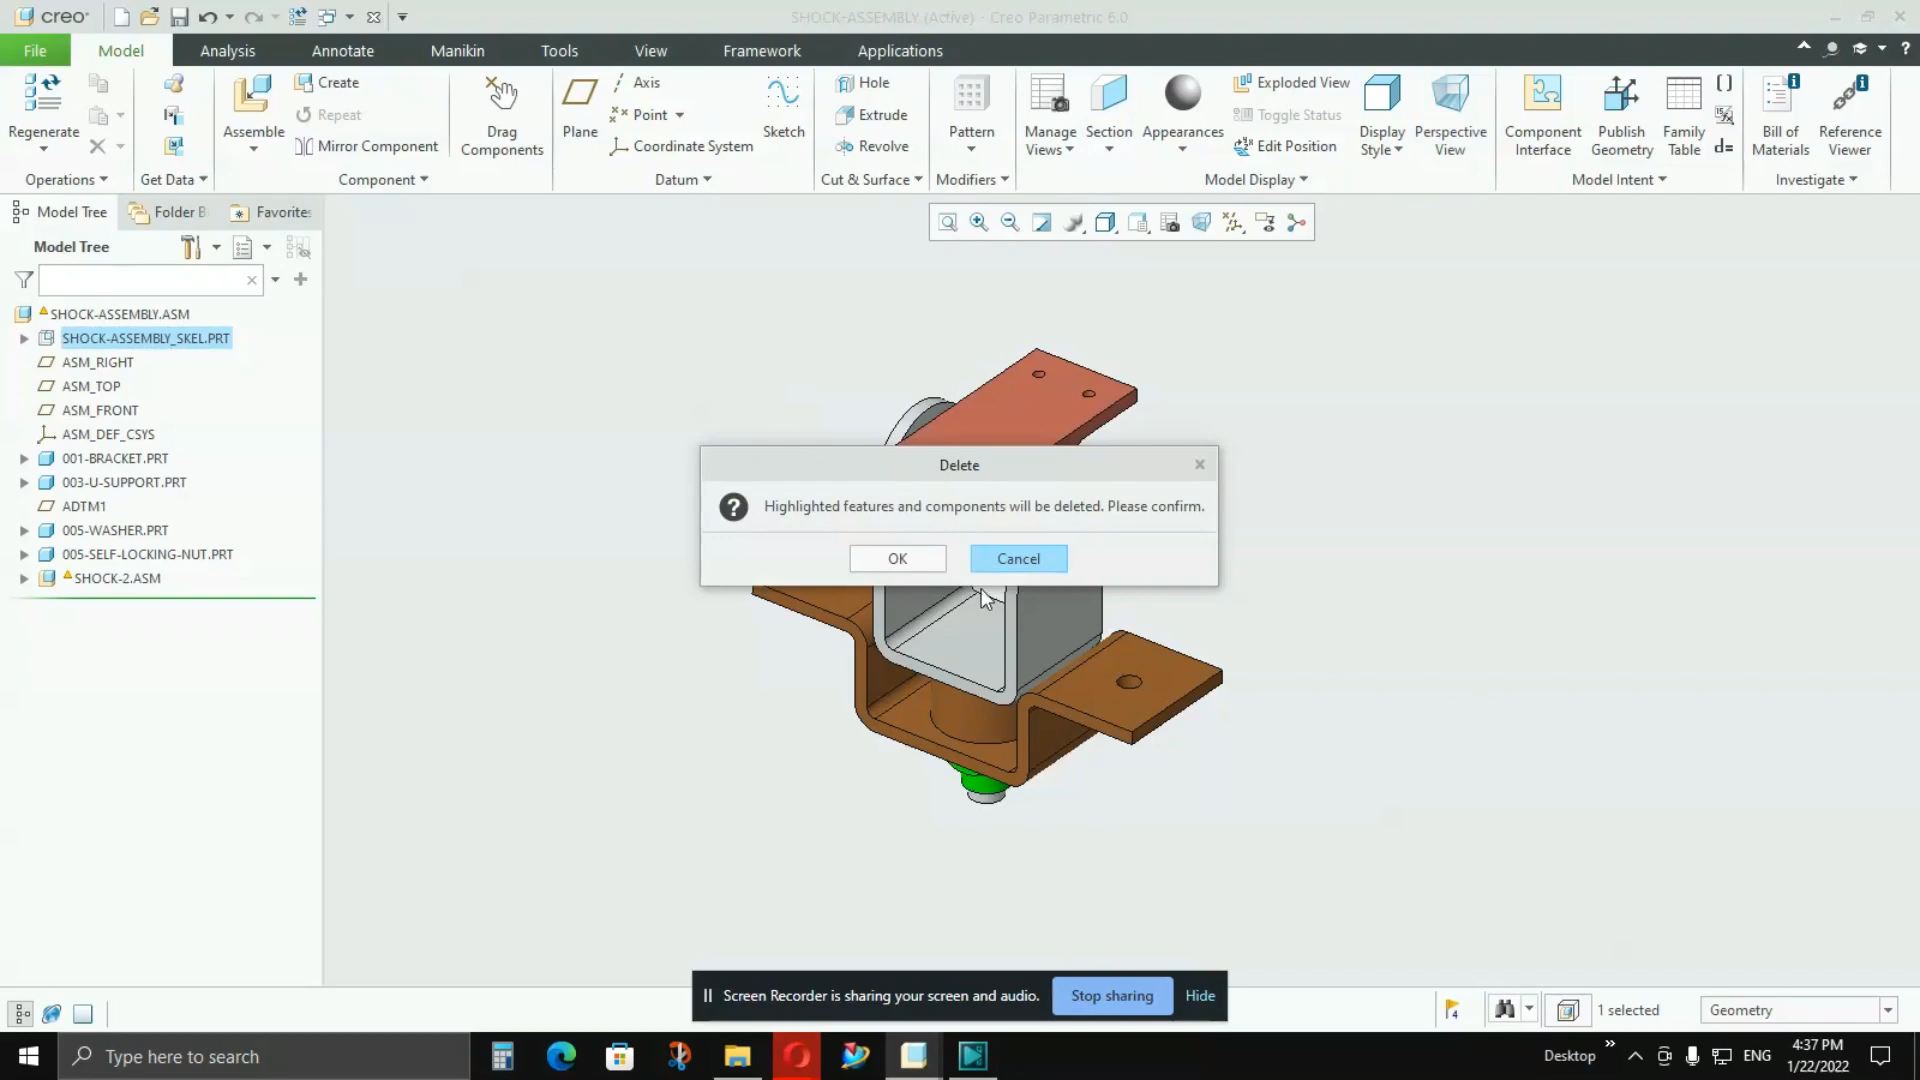 creo
SHOCK-ASSEMBLY (Active) - Creo Parametric 6.0
File
Model
Analysis
Annotate
Manikin
Tools
View
Framework
Applications
Regenerate
Operations
Get Data
Assemble
Create
Repeat
Mirror Component
Component
Drag
Components
Plane
Axis
Point
Coordinate System
Sketch
Datum
Hole
Extrude
Revolve
Cut & Surface
Pattern
Modifiers
Manage
Views
Section
Appearances
Exploded View
Toggle Status
Edit Position
Display
Style
Perspective
View
Model Display
Component
Interface
Publish
Geometry
Family
Table
d=
Model Intent
Bill of
Materials
Reference
Viewer
Investigate
Model Tree
Folder B
Favorite
Model Tree
SHOCK-ASSEMBLY.ASM
SHOCK-ASSEMBLY_SKEL.PRT
ASM_RIGHT
ASM_TOP
ASM_FRONT
ASM_DEF_CSYS
001-BRACKET.PRT
003-U-SUPPORT.PRT
ADTM1
005-WASHER.PRT
005-SELF-LOCKING-NUT.PRT
SHOCK-2.ASM
Delete
Highlighted features and components will be deleted. Please confirm.
OK
Cancel
Screen Recorder is sharing your screen and audio.
Stop sharing
Hide
4
1 selected
Geometry
Type here to search
Desktop
ENG
4:37 PM
1/22/2022